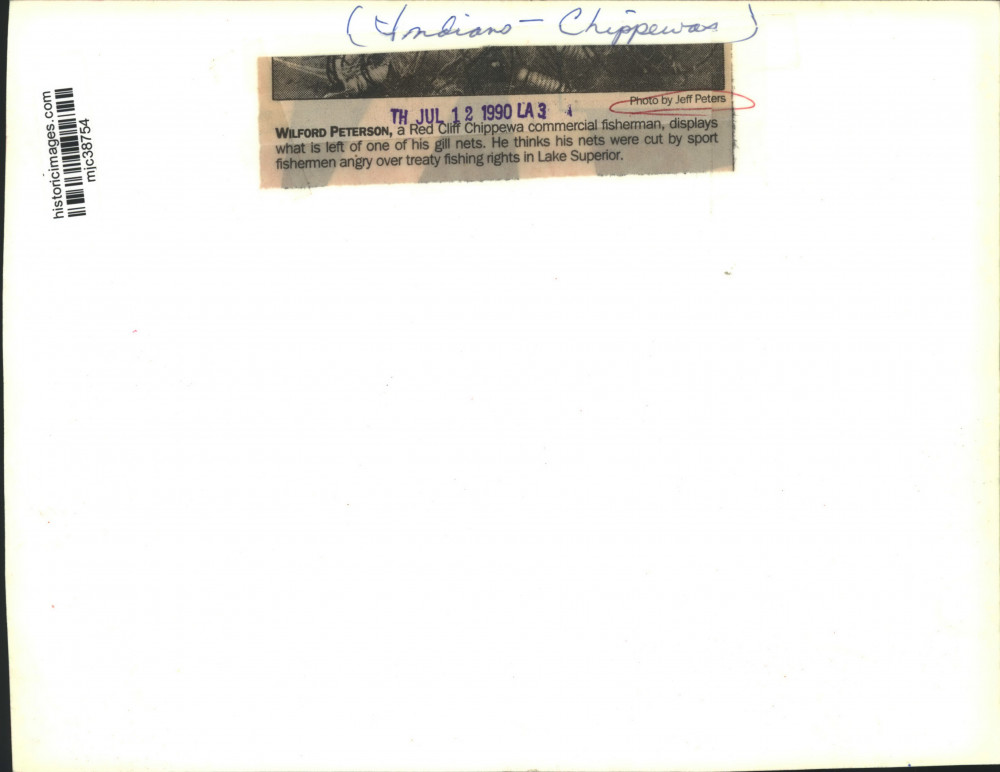 (Indians - Chippewas)
historicimages.com
mjc38754
Photo by Jeff Peters
TH JUL 12 1990 LA 3
WILFORD PETERSON, a Red Cliff Chippewa commercial fisherman, displays
what is left of one of his gill nets. He thinks his nets were cut by sport
fishermen angry over treaty fishing rights in Lake Superior.